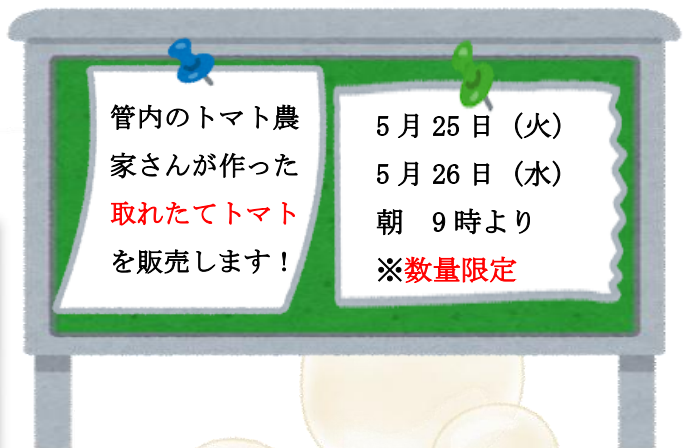 管内のトマト農
家さんが作った
取れたてトマト
を販売します！
5月25日（火）
5月26日（水）
朝　9時より
※数量限定